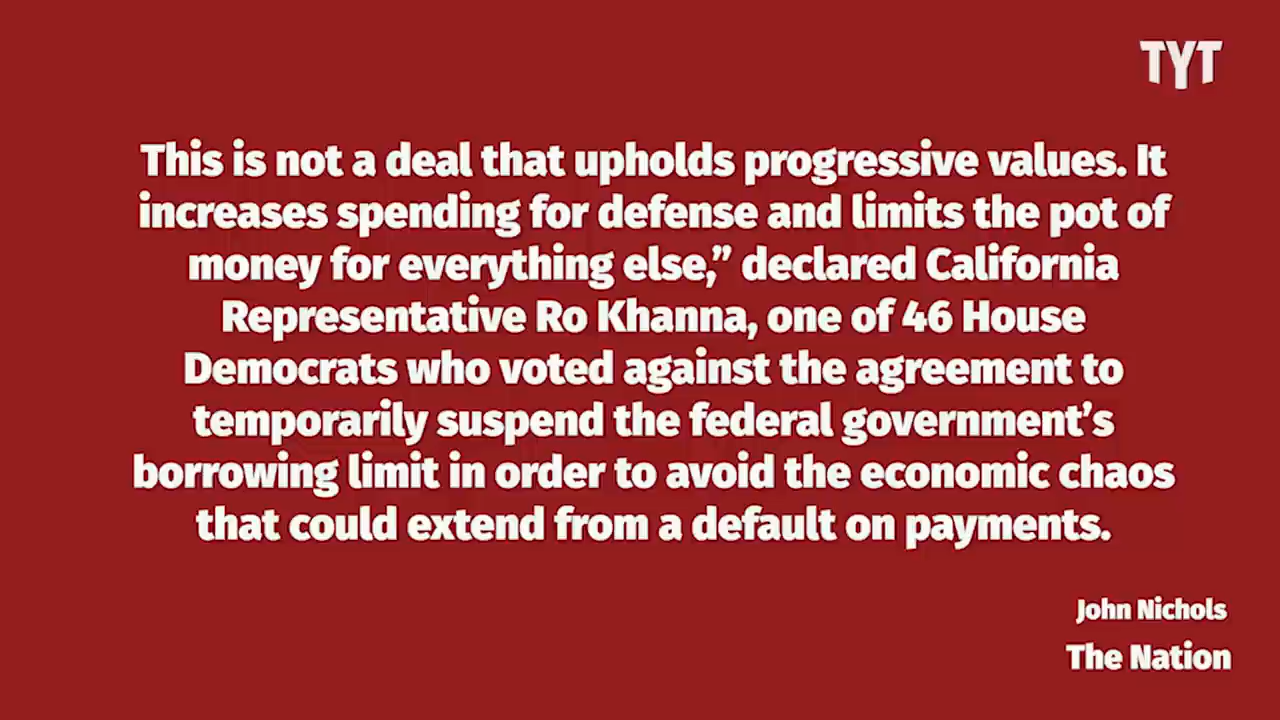 TYT
This is not a deal that upholds progressive values. It
increases spending for defense and limits the pot of
money for everything else,” declared California
Representative Ro Khanna, one of 46 House
Democrats who voted against the agreement to
temporarily suspend the federal government’s
borrowing limit in order to avoid the economic chaos
that could extend from a default on payments.
John Nichols
The Nation